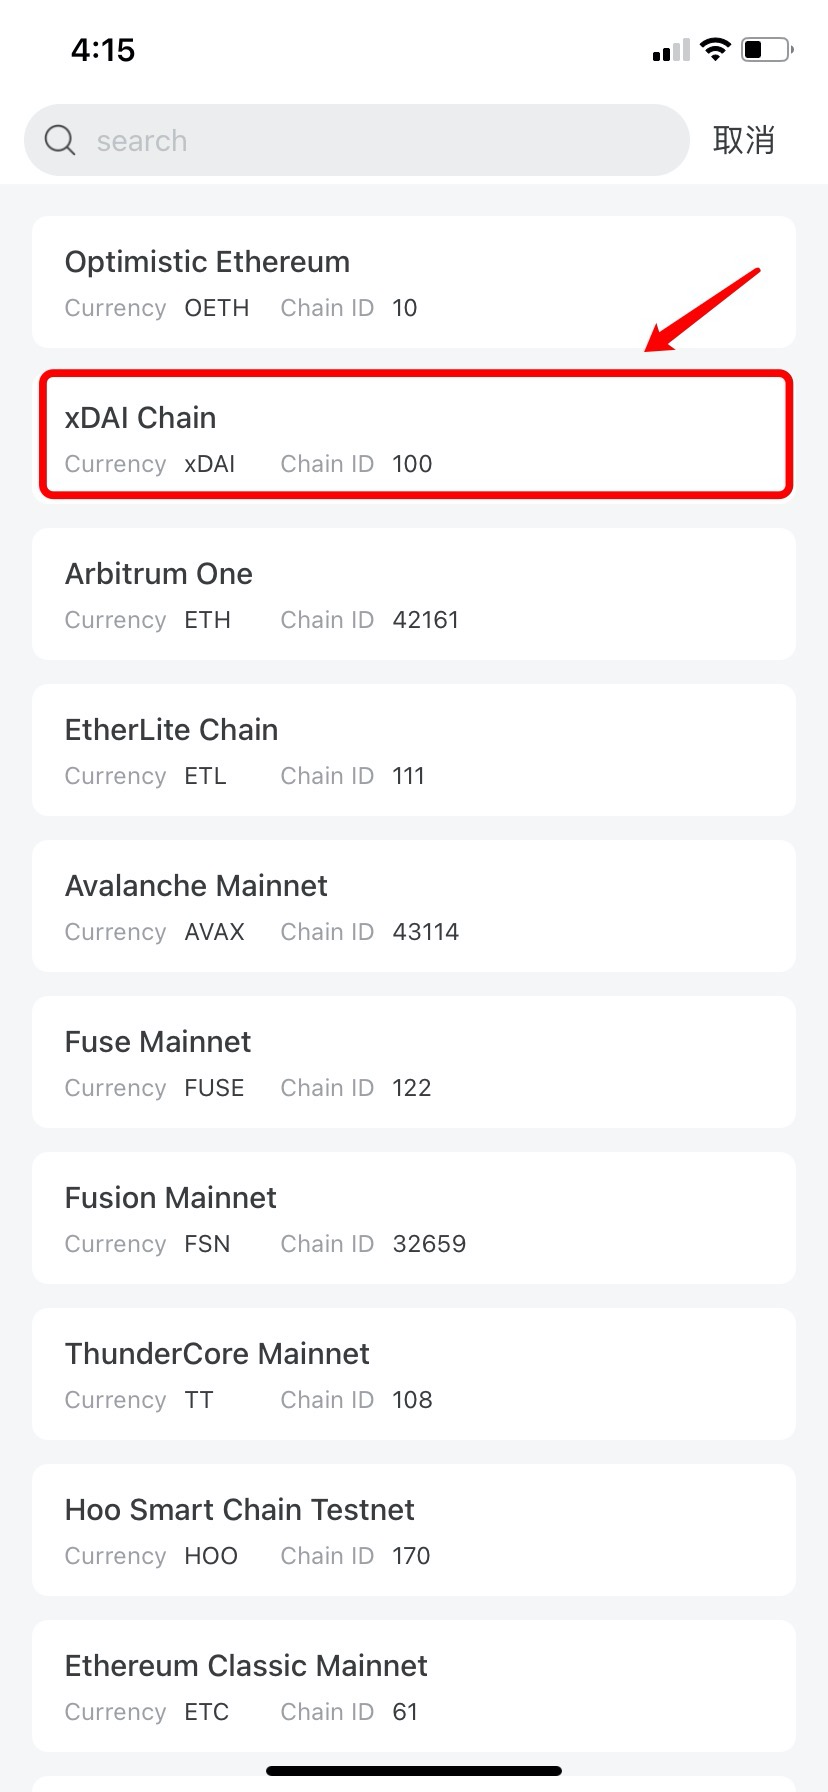 4:15
search 取消
Optimistic Ethereum
Currency OETH Chain ID 10
xDAI Chain
Currency xDAI Chain ID 100
Arbitrum One
Currency ETH Chain ID 42161
EtherLite Chain
Currency ETL Chain ID 111
Avalanche Mainnet
Currency AVAX Chain ID 43114
Fuse Mainnet
Currency FUSE Chain ID 122
Fusion Mainnet
Currency FSN Chain ID 32659
ThunderCore Mainnet
Currency TT Chain ID 108
Hoo Smart Chain Testnet
Currency HOO Chain ID 170
Ethereum Classic Mainnet
Currency ETC Chain ID 61